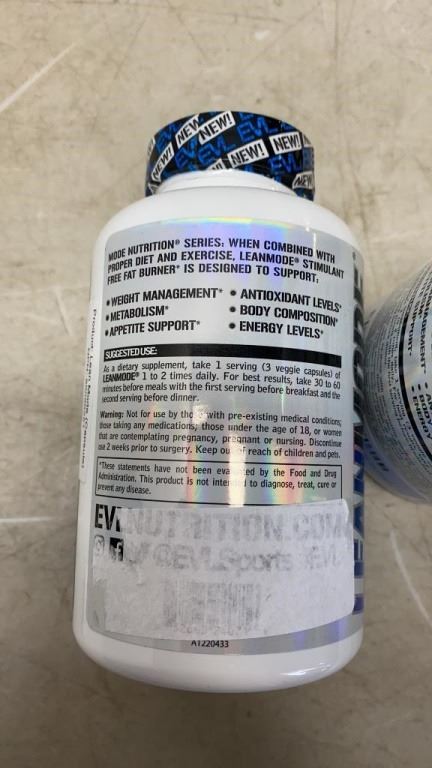 NEW!
EVL
NEW!
NEW!
MODE NUTRITION® SERIES: WHEN COMBINED WITH
PROPER DIET AND EXERCISE, LEANMODE® STIMULANT
FREE FAT BURNER* IS DESIGNED TO SUPPORT:
• WEIGHT MANAGEMENT* • ANTIOXIDANT LEVELS*
• METABOLISM* • BODY COMPOSITION*
• APPETITE SUPPORT* • ENERGY LEVELS*
SUGGESTED USE:
As a dietary supplement, take 1 serving (3 veggie capsules) of
LEANMODE® 1 to 2 times daily. For best results, take 30 to 60
minutes before meals with the first serving before breakfast and the
second serving before dinner.
Warning: Not for use by those with pre-existing medical conditions;
those taking any medications; those under the age of 18, or women
that are contemplating pregnancy, pregnant or nursing. Discontinue
use 2 weeks prior to surgery. Keep out of reach of children and pets.
*These statements have not been evaluated by the Food and Drug
Administration. This product is not intended to diagnose, treat, cure or
prevent any disease.
EVLNUTRITION.COM
@EVLSports
A1220433